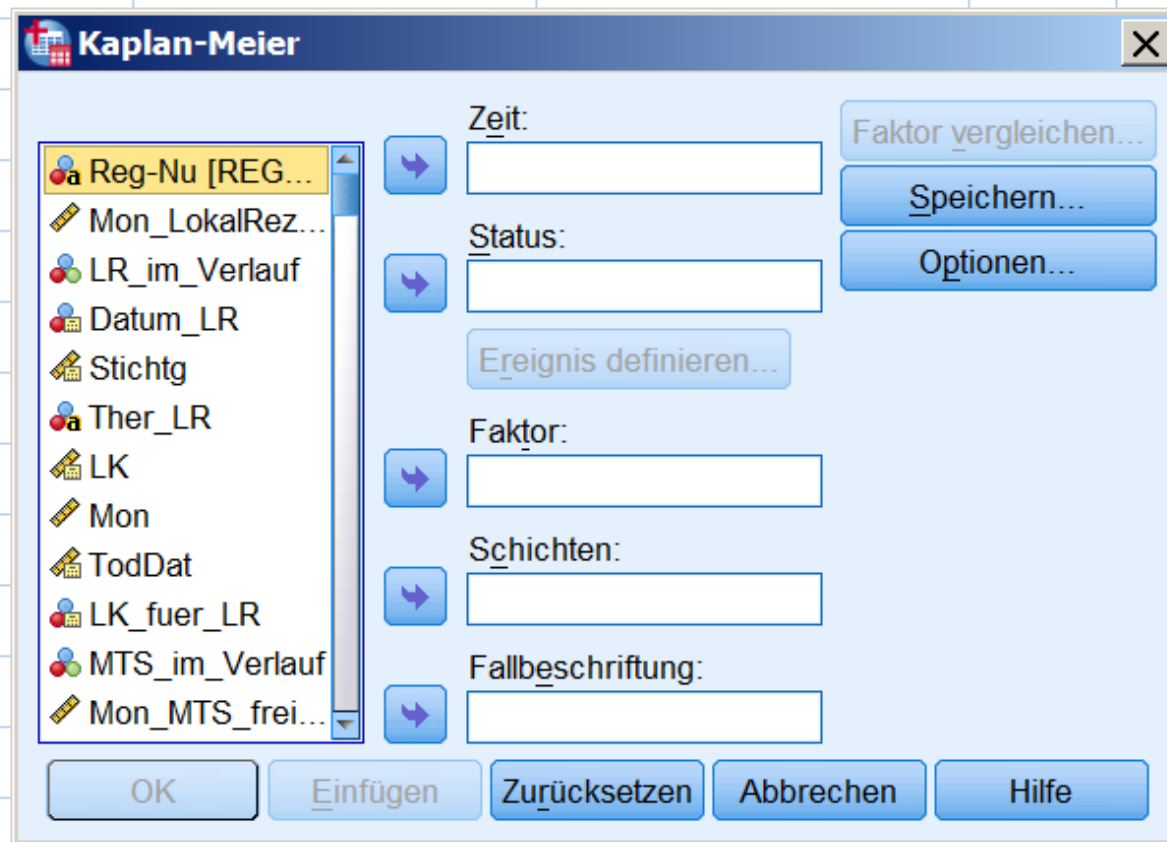 Kaplan-Meier
Reg-Nu [REG...
Mon_LokalRez...
LR_im_Verlauf
Datum_LR
Stichtg
Ther_LR
LK
Mon
TodDat
LK_fuer_LR
MTS_im_Verlauf
Mon_MTS_frei...
Zeit:
Status:
Ereignis definieren...
Faktor:
Schichten:
Fallbeschriftung:
Faktor vergleichen...
Speichern...
Optionen...
OK
Einfügen
Zurücksetzen
Abbrechen
Hilfe